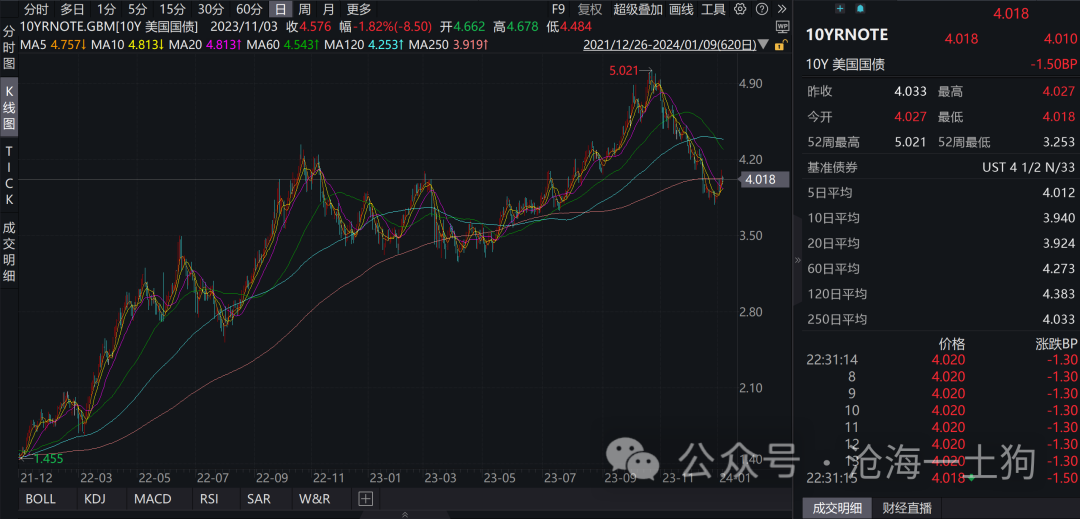 分时 多日 1分 5分 15分 30分 60分 日 周 月 更多 F9 复权 超级叠加 画线 工具
10YRNOTE.GBM[10Y 美国国债] 2023/11/03 收4.576 幅-1.82%(-8.50) 开4.662 高4.678 低4.484
MA5 4.757↓ MA10 4.813↓ MA20 4.813↑ MA60 4.543↑ MA120 4.253↑ MA250 3.919↑ 2021/12/26-2024/01/09(620日)
WP
分时图
K线图
TICK
成交明细
5.021
4.90
4.20
4.018
3.50
2.80
2.10
1.40
1.455
21-12 22-03 22-05 22-07 22-09 22-11 23-01 23-03 23-05 23-07 23-09 23-11 24-01
BOLL KDJ MACD RSI SAR W&R
4.018
10YRNOTE 4.018 4.010
10Y 美国国债 -1.50BP
昨收 4.033 最高 4.027
今开 4.027 最低 4.018
52周最高 5.021 52周最低 3.253
基准债券 UST 4 1/2 N/33
5日平均 4.012
10日平均 3.940
20日平均 3.924
60日平均 4.273
120日平均 4.383
250日平均 4.033
价格 涨跌BP
22:31:14 4.020 -1.30
8 4.020 -1.30
9 4.020 -1.30
10 4.020 -1.30
11 4.020 -1.30
12 4.020 -1.30
13 4.020 -1.30
22:31:15 4.018 -1.50
公众号 · 沧海一土狗
成交明细 财经直播